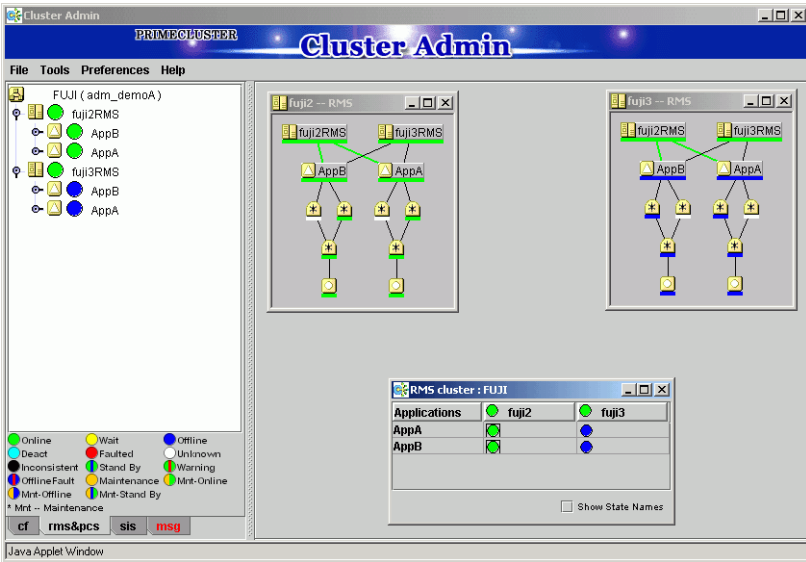 Cluster Admin
PRIMECLUSTER
Cluster Admin
File Tools Preferences Help
FUJI ( adm_demoA )
fuji2RMS
AppB
AppA
fuji3RMS
AppB
AppA
fuji2 -- RMS
fuji2RMS fuji3RMS
AppB AppA
fuji3 -- RMS
fuji2RMS fuji3RMS
AppB AppA
RMS cluster : FUJI
Applications fuji2 fuji3
AppA
AppB
Show State Names
Online Wait Offline
Deact Faulted Unknown
Inconsistent Stand By Warning
OfflineFault Maintenance Mnt-Online
Mnt-Offline Mnt-Stand By
* Mnt -- Maintenance
cf rms&pcs sis msg
Java Applet Window